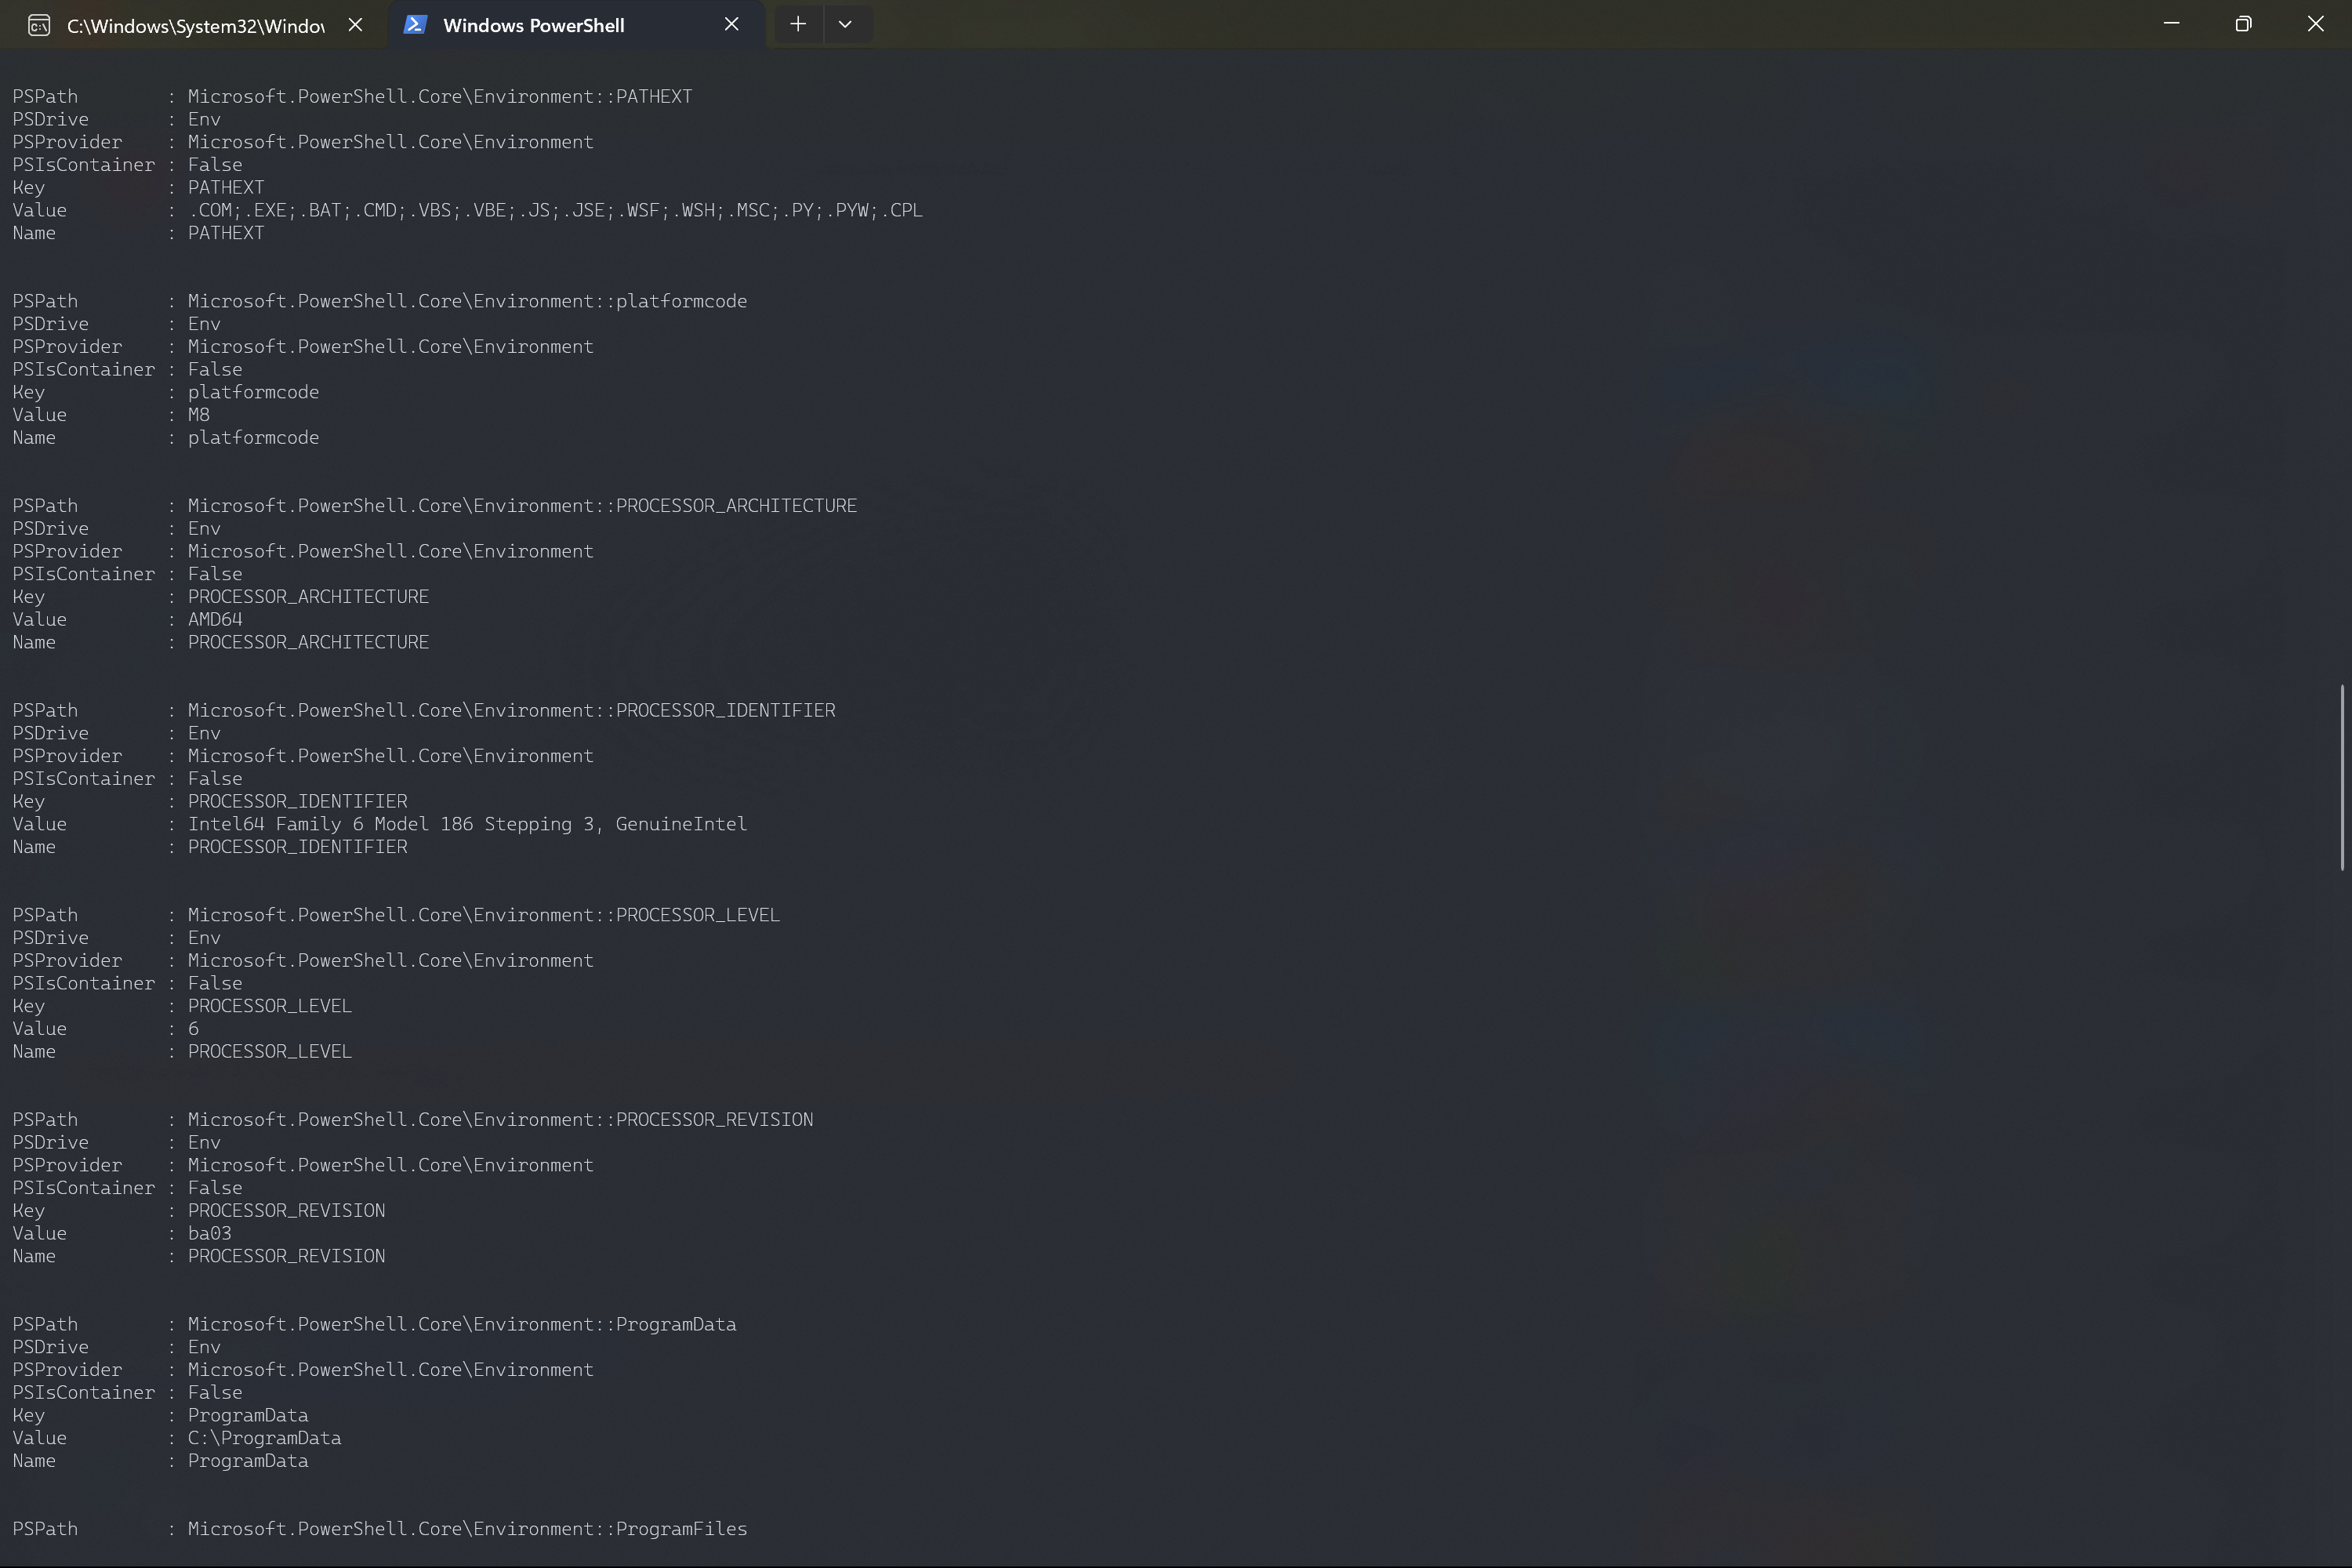 C:\Windows\System32\Windov
Windows PowerShell
PSPath        : Microsoft.PowerShell.Core\Environment::PATHEXT
PSDrive       : Env
PSProvider    : Microsoft.PowerShell.Core\Environment
PSIsContainer : False
Key           : PATHEXT
Value         : .COM;.EXE;.BAT;.CMD;.VBS;.VBE;.JS;.JSE;.WSF;.WSH;.MSC;.PY;.PYW;.CPL
Name          : PATHEXT
PSPath        : Microsoft.PowerShell.Core\Environment::platformcode
PSDrive       : Env
PSProvider    : Microsoft.PowerShell.Core\Environment
PSIsContainer : False
Key           : platformcode
Value         : M8
Name          : platformcode
PSPath        : Microsoft.PowerShell.Core\Environment::PROCESSOR_ARCHITECTURE
PSDrive       : Env
PSProvider    : Microsoft.PowerShell.Core\Environment
PSIsContainer : False
Key           : PROCESSOR_ARCHITECTURE
Value         : AMD64
Name          : PROCESSOR_ARCHITECTURE
PSPath        : Microsoft.PowerShell.Core\Environment::PROCESSOR_IDENTIFIER
PSDrive       : Env
PSProvider    : Microsoft.PowerShell.Core\Environment
PSIsContainer : False
Key           : PROCESSOR_IDENTIFIER
Value         : Intel64 Family 6 Model 186 Stepping 3, GenuineIntel
Name          : PROCESSOR_IDENTIFIER
PSPath        : Microsoft.PowerShell.Core\Environment::PROCESSOR_LEVEL
PSDrive       : Env
PSProvider    : Microsoft.PowerShell.Core\Environment
PSIsContainer : False
Key           : PROCESSOR_LEVEL
Value         : 6
Name          : PROCESSOR_LEVEL
PSPath        : Microsoft.PowerShell.Core\Environment::PROCESSOR_REVISION
PSDrive       : Env
PSProvider    : Microsoft.PowerShell.Core\Environment
PSIsContainer : False
Key           : PROCESSOR_REVISION
Value         : ba03
Name          : PROCESSOR_REVISION
PSPath        : Microsoft.PowerShell.Core\Environment::ProgramData
PSDrive       : Env
PSProvider    : Microsoft.PowerShell.Core\Environment
PSIsContainer : False
Key           : ProgramData
Value         : C:\ProgramData
Name          : ProgramData
PSPath        : Microsoft.PowerShell.Core\Environment::ProgramFiles